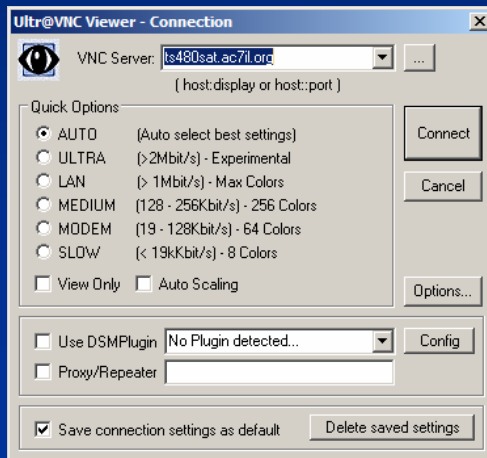 Ultr@VNC Viewer - Connection
VNC Server: ts480sat.ac7il.org ...
( host:display or host::port )
Quick Options
AUTO (Auto select best settings)
ULTRA (>2Mbit/s) - Experimental
LAN (> 1Mbit/s) - Max Colors
MEDIUM (128 - 256Kbit/s) - 256 Colors
MODEM (19 - 128Kbit/s) - 64 Colors
SLOW (< 19kKbit/s) - 8 Colors
View Only Auto Scaling
Connect
Cancel
Options...
Use DSMPlugin No Plugin detected... Config
Proxy/Repeater
Save connection settings as default Delete saved settings